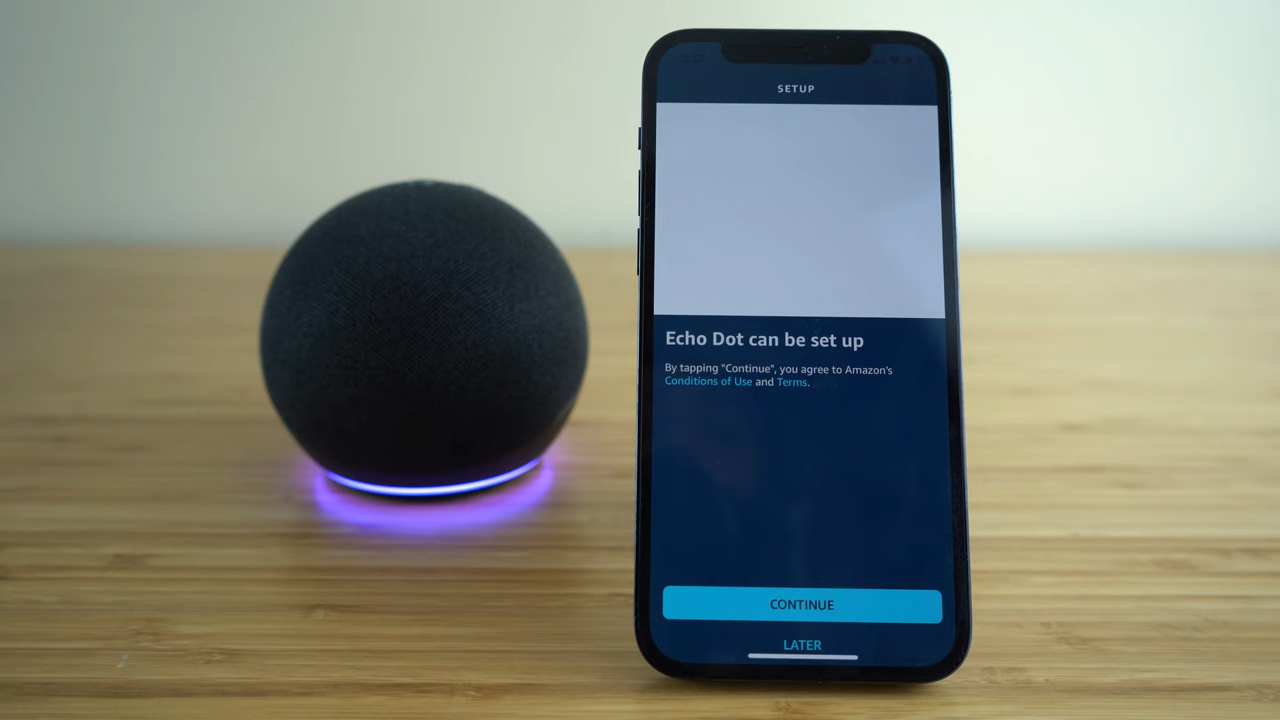 SETUP
Echo Dot can be set up
By tapping "Continue", you agree to Amazon's
Conditions of Use and Terms.
CONTINUE
LATER